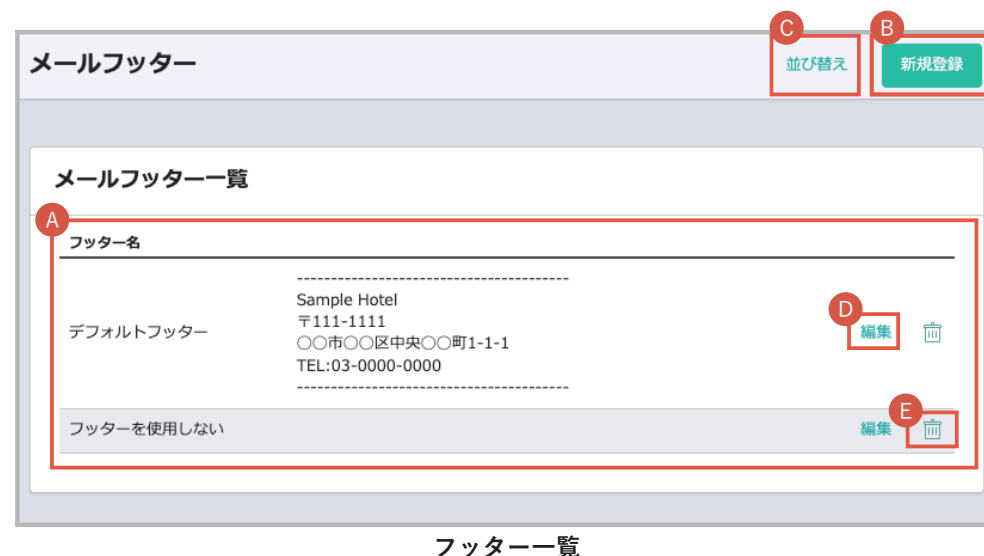 C
B
メールフッター
並び替え
新規登録
メールフッター一覧
A
フッター名
----------------------------------------
Sample Hotel
〒111-1111
デフォルトフッター
○○市○○区中央○○町1-1-1
TEL:03-0000-0000
----------------------------------------
D
編集
E
フッターを使用しない
編集
フッター一覧